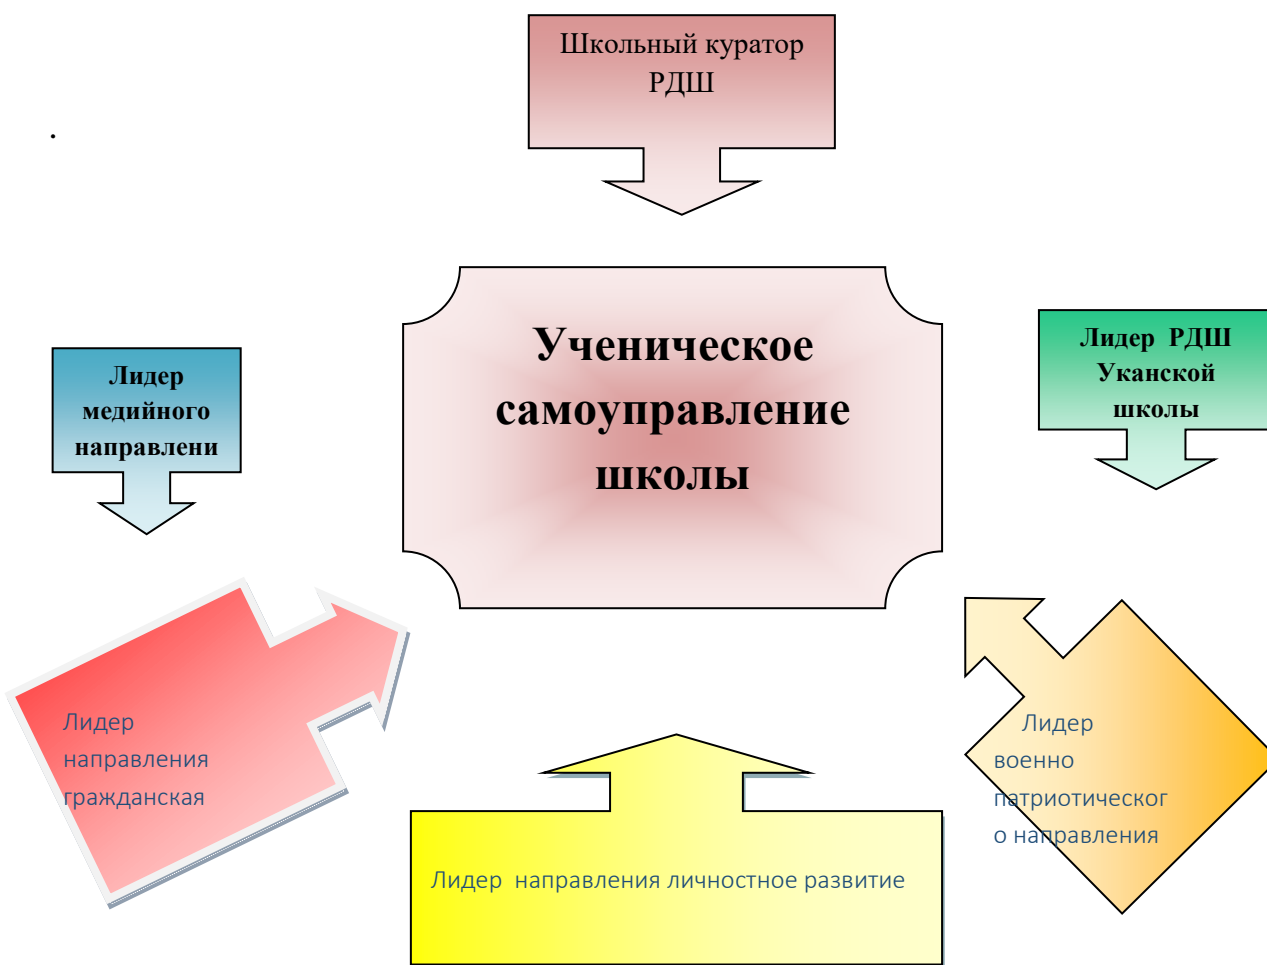 Школьный куратор
РДШ
.
Ученическое
самоуправление
школы
Лидер РДШ
Уканской
школы
Лидер
медийного
направлени
Лидер
направления
гражданская
Лидер
военно
патриотическог
о направления
Лидер направления личностное развитие